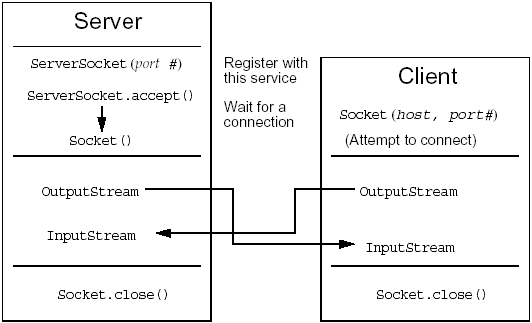 Server
ServerSocket(port #)
ServerSocket.accept()
Socket()
OutputStream
InputStream
Socket.close()
Register with
this service
Wait for a
connection
Client
Socket(host, port#)
(Attempt to connect)
OutputStream
InputStream
Socket.close()